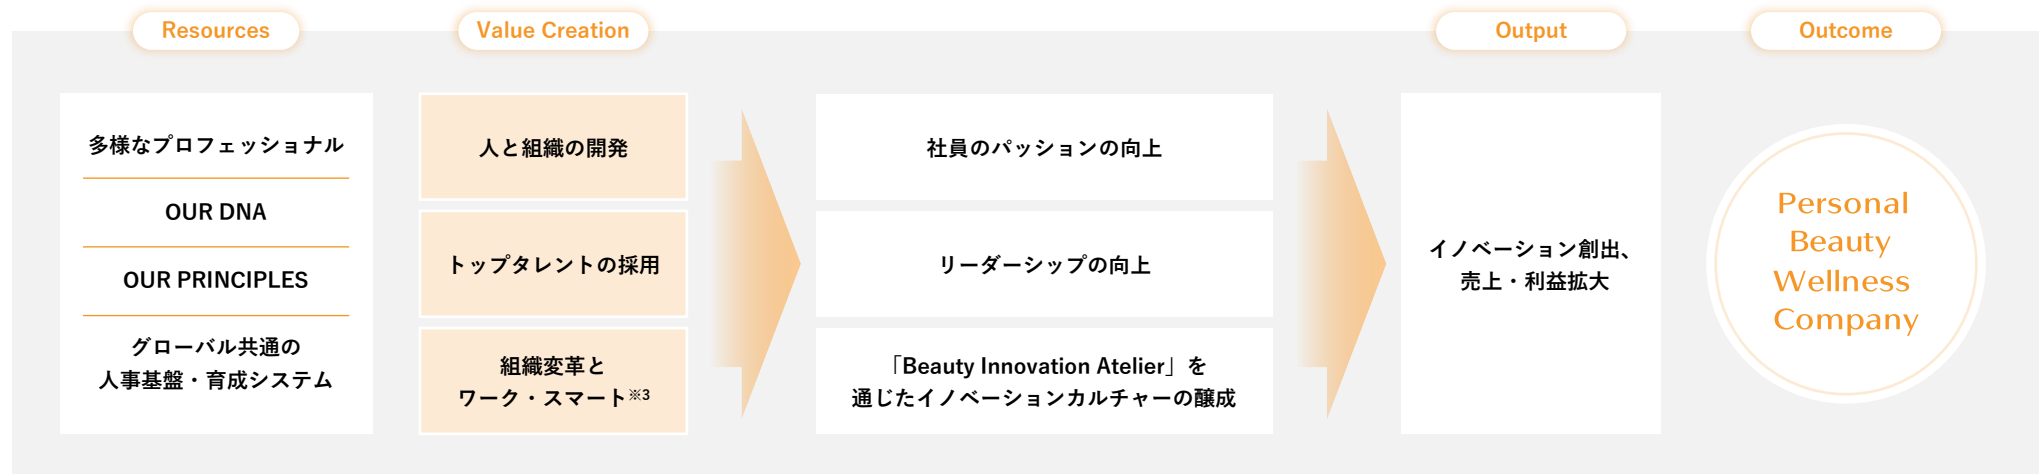 Resources
多様なプロフェッショナル
OUR DNA
OUR PRINCIPLES
グローバル共通の
人事基盤・育成システム
Value Creation
人と組織の開発
トップタレントの採用
組織変革と
ワーク・スマート※3
社員のパッションの向上
リーダーシップの向上
「Beauty Innovation Atelier」を
通じたイノベーションカルチャーの醸成
Output
イノベーション創出、
売上・利益拡大
Outcome
Personal
Beauty
Wellness
Company